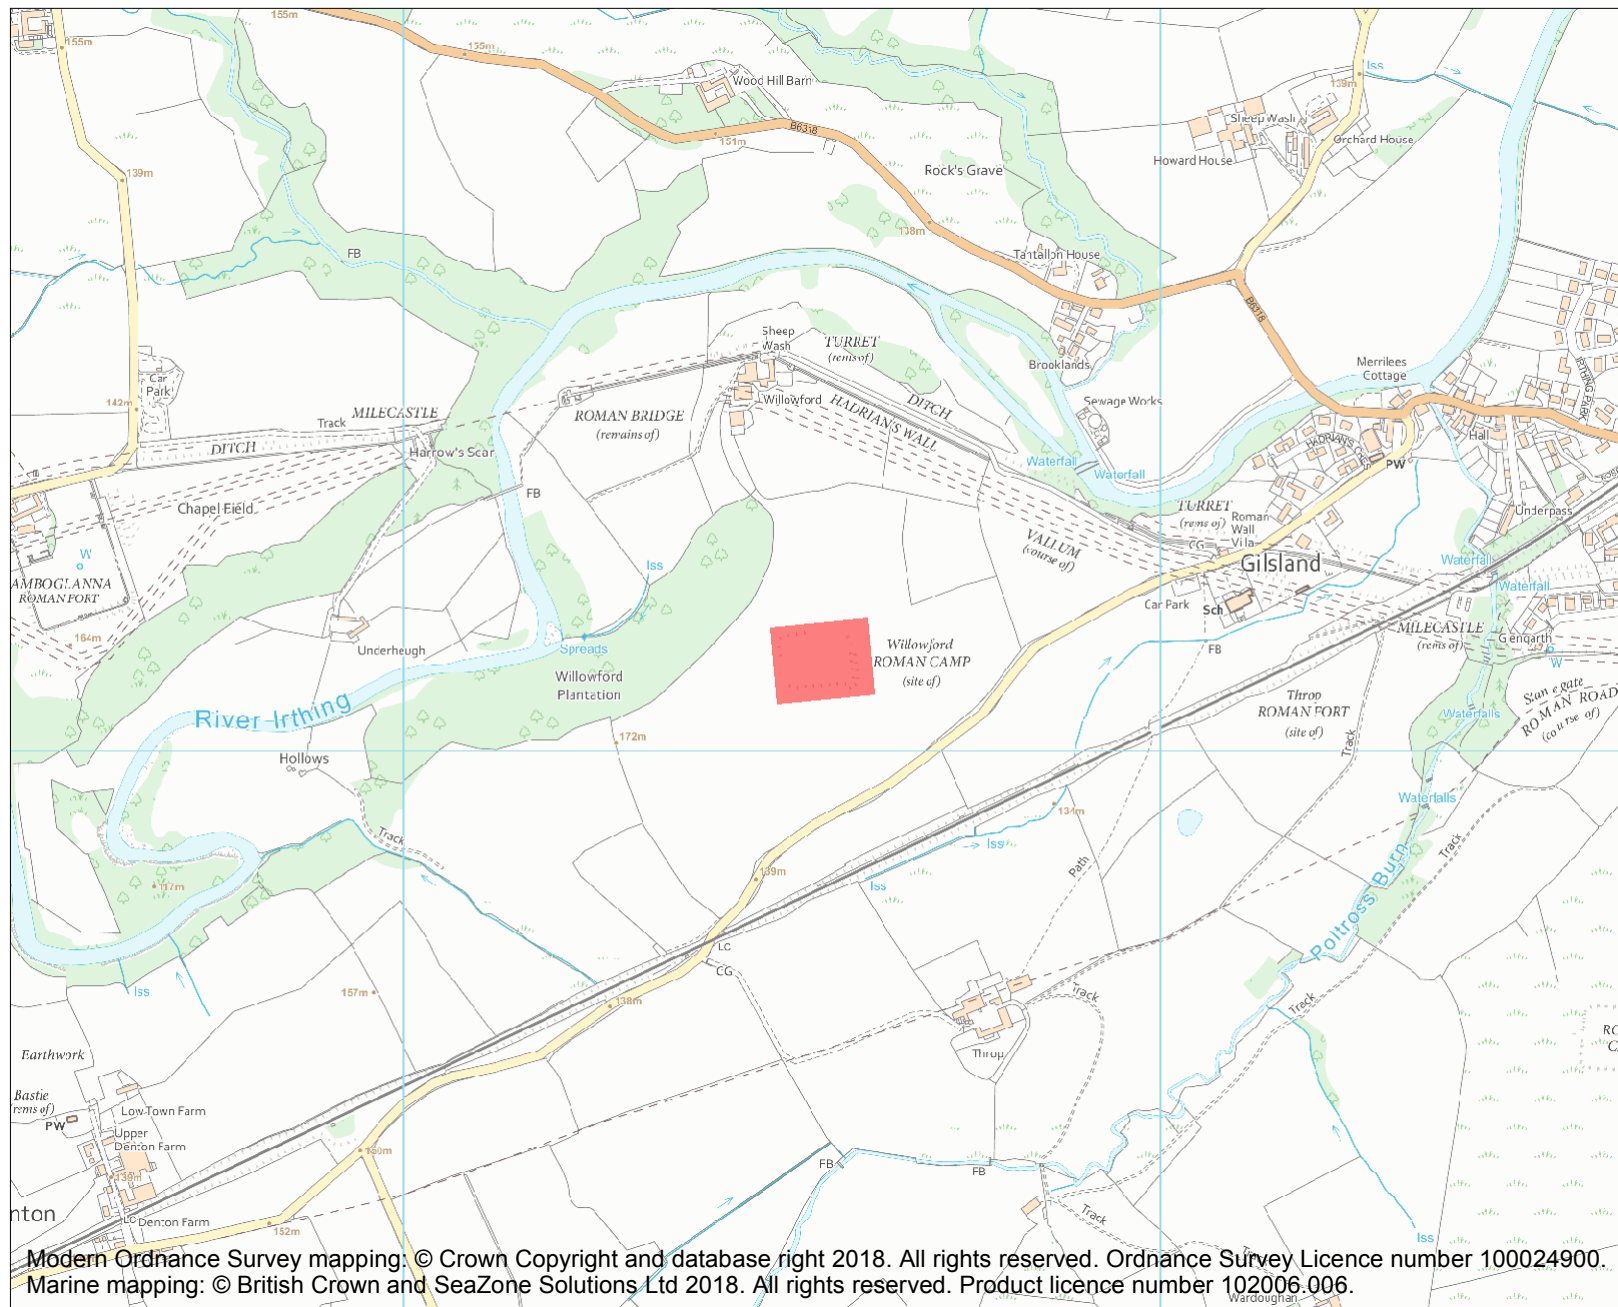 155m
155m
155m
Wood Hill Barn
B6318
151m
139m
Rock's Grave
138m
Iss
139m
Sheep Wash
Orchard House
Howard House
FB
Tantallon House
B6318
Brooklands
Merrilees
Cottage
IRTHING PARK
Car
Park
142m
Track
MILECASTLE
DITCH
Harrow's Scar
Sheep
Wash
TURRET
(rems of)
ROMAN BRIDGE
(remains of)
Willowford
HADRIAN'S WALL
DITCH
Sewage Works
Waterfall
Waterfall
PW
Hall
Chapel Field
FB
W
AMBOGLANNA
ROMAN FORT
164m
Iss
VALLUM
(course of)
TURRET
(rems of)
Roman
Wall
Villa
CG
Gilsland
Underpass
Waterfall
Waterfall
Car Park
Sch
FB
MILECASTLE
(rems of)
Glengarth
W
Underheugh
Spreads
Willowford
Plantation
Willowford
ROMAN CAMP
(site of)
River Irthing
172m
Hollows
Throp
ROMAN FORT
(site of)
Track
Stanegate
ROMAN ROAD
(course of)
Waterfalls
Waterfalls
Track
134m
Iss
Iss
Path
139m
Track
117m
Poltross Burn
LC
CG
Iss
157m
138m
Track
Track
Throp
Earthwork
Bastle
(rems of)
PW
Low Town Farm
Upper
Denton Farm
139m
150m
FB
FB
nton
LC
Denton Farm
152m
Track
Iss
Wardoughan
Modern Ordnance Survey mapping: © Crown Copyright and database right 2018. All rights reserved. Ordnance Survey Licence number 100024900.
Marine mapping: © British Crown and SeaZone Solutions Ltd 2018. All rights reserved. Product licence number 102006.006.